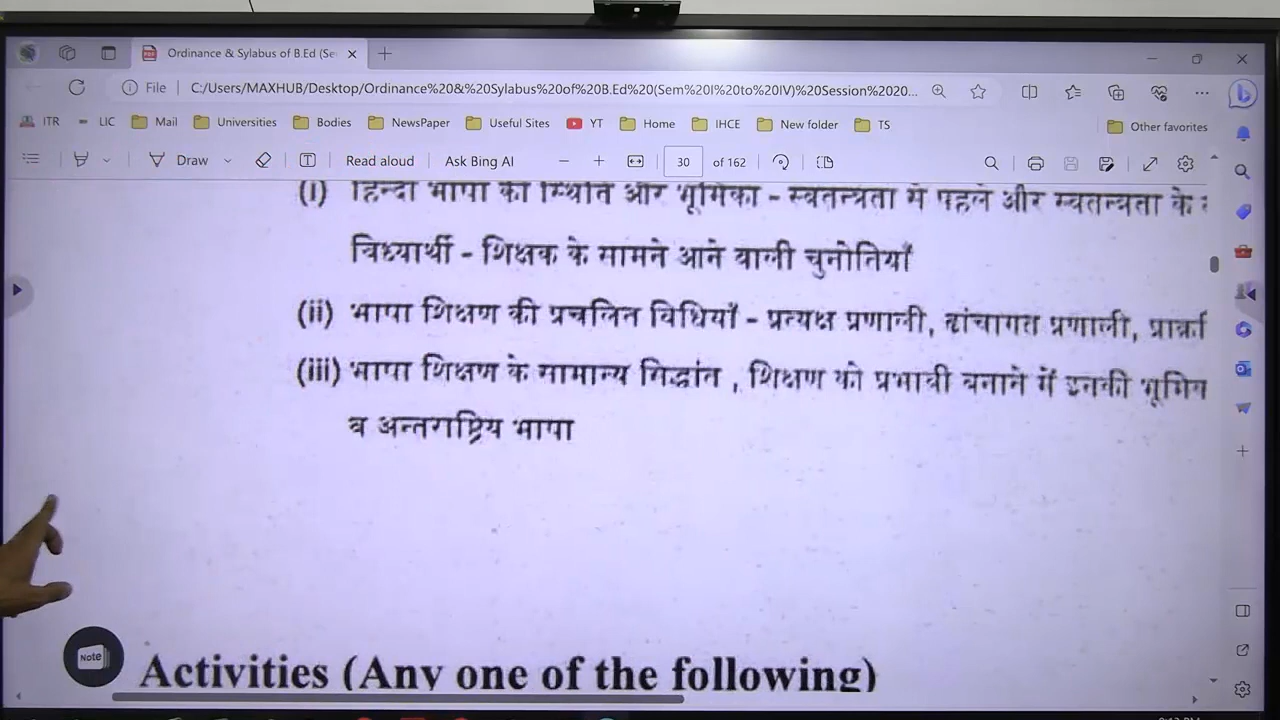 Ordinance & Sylabus of B.Ed (Se
File C:/Users/MAXHUB/Desktop/Ordinance%20&%20Sylabus%20of%20B.Ed%20(Sem%20I%20to%20IV)%20Session%2020...
ITR LIC Mail Universities Bodies NewsPaper Useful Sites YT Home IHCE New folder TS Other favorites
Draw Read aloud Ask Bing AI 30 of 162
(i) हिन्दी भाषा की स्थिति और भूमिका - स्वतन्त्रता से पहले और स्वतन्त्रता के
विध्यार्थी - शिक्षक के सामने आने वाली चुनोतियाँ
(ii) भाषा शिक्षण की प्रचलित विधियाँ - प्रत्यक्ष प्रणाली, ढांचागत प्रणाली,
(iii) भाषा शिक्षण के सामान्य सिद्धांत , शिक्षण को प्रभावी बनाने में इनकी
व अन्तराष्ट्रिय भाषा
Note
Activities (Any one of the following)